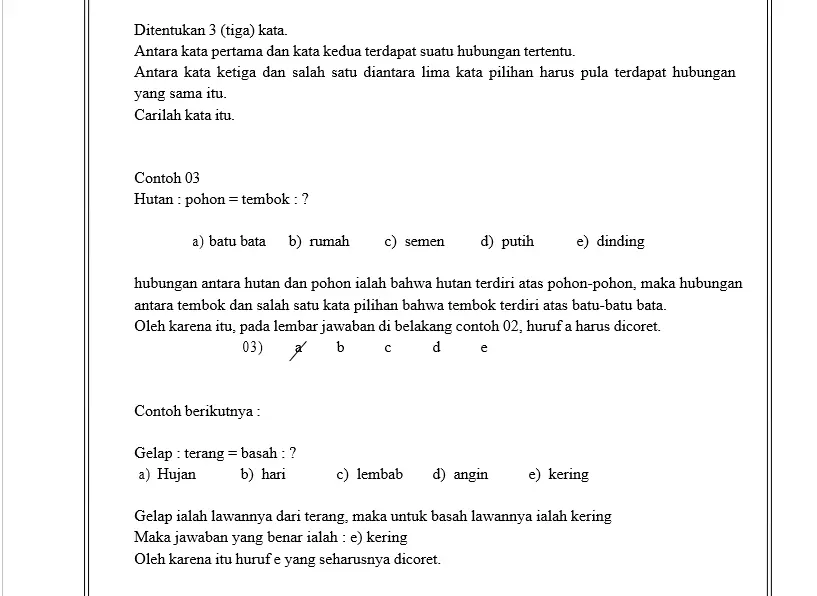 Ditentukan 3 (tiga) kata.
Antara kata pertama dan kata kedua terdapat suatu hubungan tertentu.
Antara kata ketiga dan salah satu diantara lima kata pilihan harus pula terdapat hubungan
yang sama itu.
Carilah kata itu.
Contoh 03
Hutan : pohon = tembok : ?
a) batu bata b) rumah c) semen d) putih e) dinding
hubungan antara hutan dan pohon ialah bahwa hutan terdiri atas pohon-pohon, maka hubungan
antara tembok dan salah satu kata pilihan bahwa tembok terdiri atas batu-batu bata.
Oleh karena itu, pada lembar jawaban di belakang contoh 02, huruf a harus dicoret.
03) a b c d e
Contoh berikutnya :
Gelap : terang = basah : ?
a) Hujan b) hari c) lembab d) angin e) kering
Gelap ialah lawannya dari terang, maka untuk basah lawannya ialah kering
Maka jawaban yang benar ialah : e) kering
Oleh karena itu huruf e yang seharusnya dicoret.